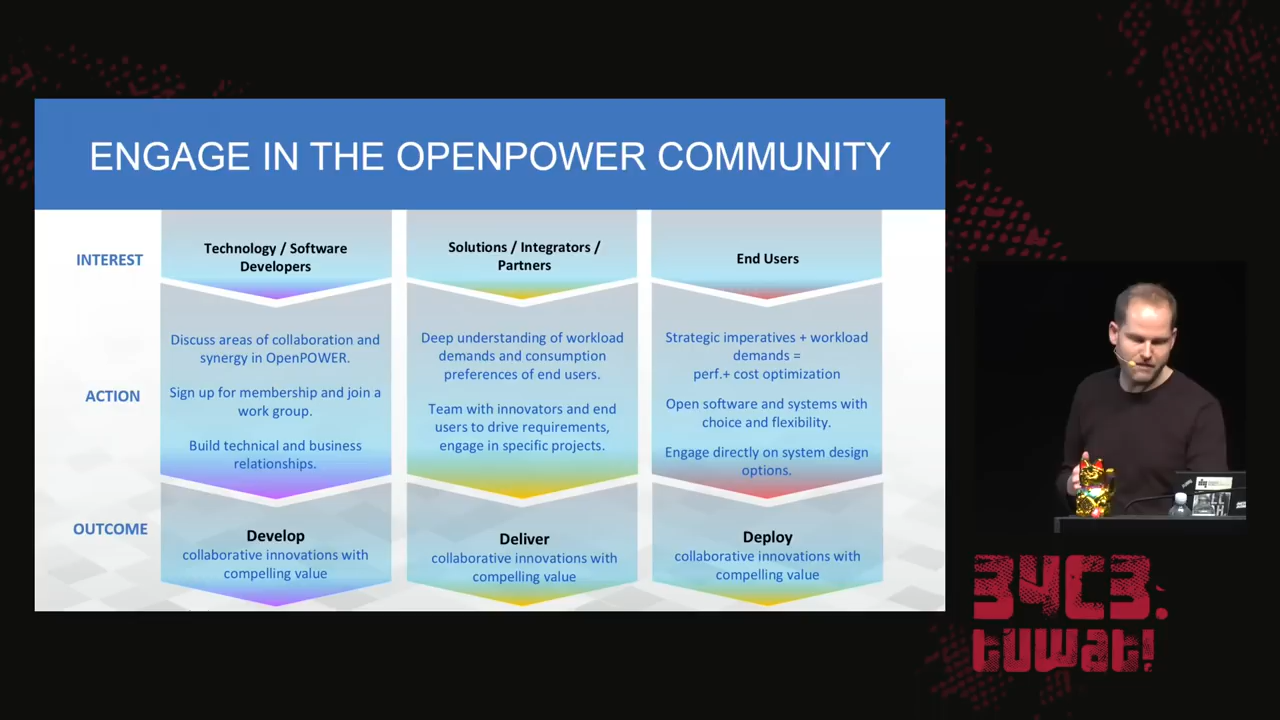 ENGAGE IN THE OPENPOWER COMMUNITY
INTEREST
Technology / Software
Developers
Solutions / Integrators /
Partners
End Users
ACTION
Discuss areas of collaboration and
synergy in OpenPOWER.
Sign up for membership and join a
work group.
Build technical and business
relationships.
Deep understanding of workload
demands and consumption
preferences of end users.
Team with innovators and end
users to drive requirements,
engage in specific projects.
Strategic imperatives + workload
demands =
perf.+ cost optimization
Open software and systems with
choice and flexibility.
Engage directly on system design
options.
OUTCOME
Develop
collaborative innovations with
compelling value
Deliver
collaborative innovations with
compelling value
Deploy
collaborative innovations with
compelling value
34C3.
tuwat!